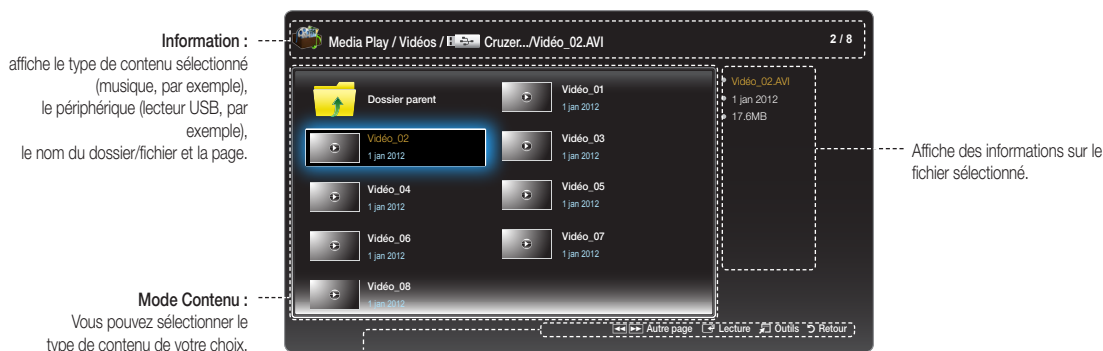 Information :
affiche le type de contenu sélectionné
(musique, par exemple),
le périphérique (lecteur USB, par
exemple),
le nom du dossier/fichier et la page.
Media Play / Vidéos / Cruzer.../Vidéo_02.AVI
2 / 8
Dossier parent
Vidéo_01
1 jan 2012
Vidéo_02
1 jan 2012
Vidéo_03
1 jan 2012
Vidéo_04
1 jan 2012
Vidéo_05
1 jan 2012
Vidéo_06
1 jan 2012
Vidéo_07
1 jan 2012
Vidéo_08
1 jan 2012
Vidéo_02.AVI
1 jan 2012
17.6MB
Affiche des informations sur le
fichier sélectionné.
Mode Contenu :
Vous pouvez sélectionner le
type de contenu de votre choix.
Autre page Lecture Outils Retour